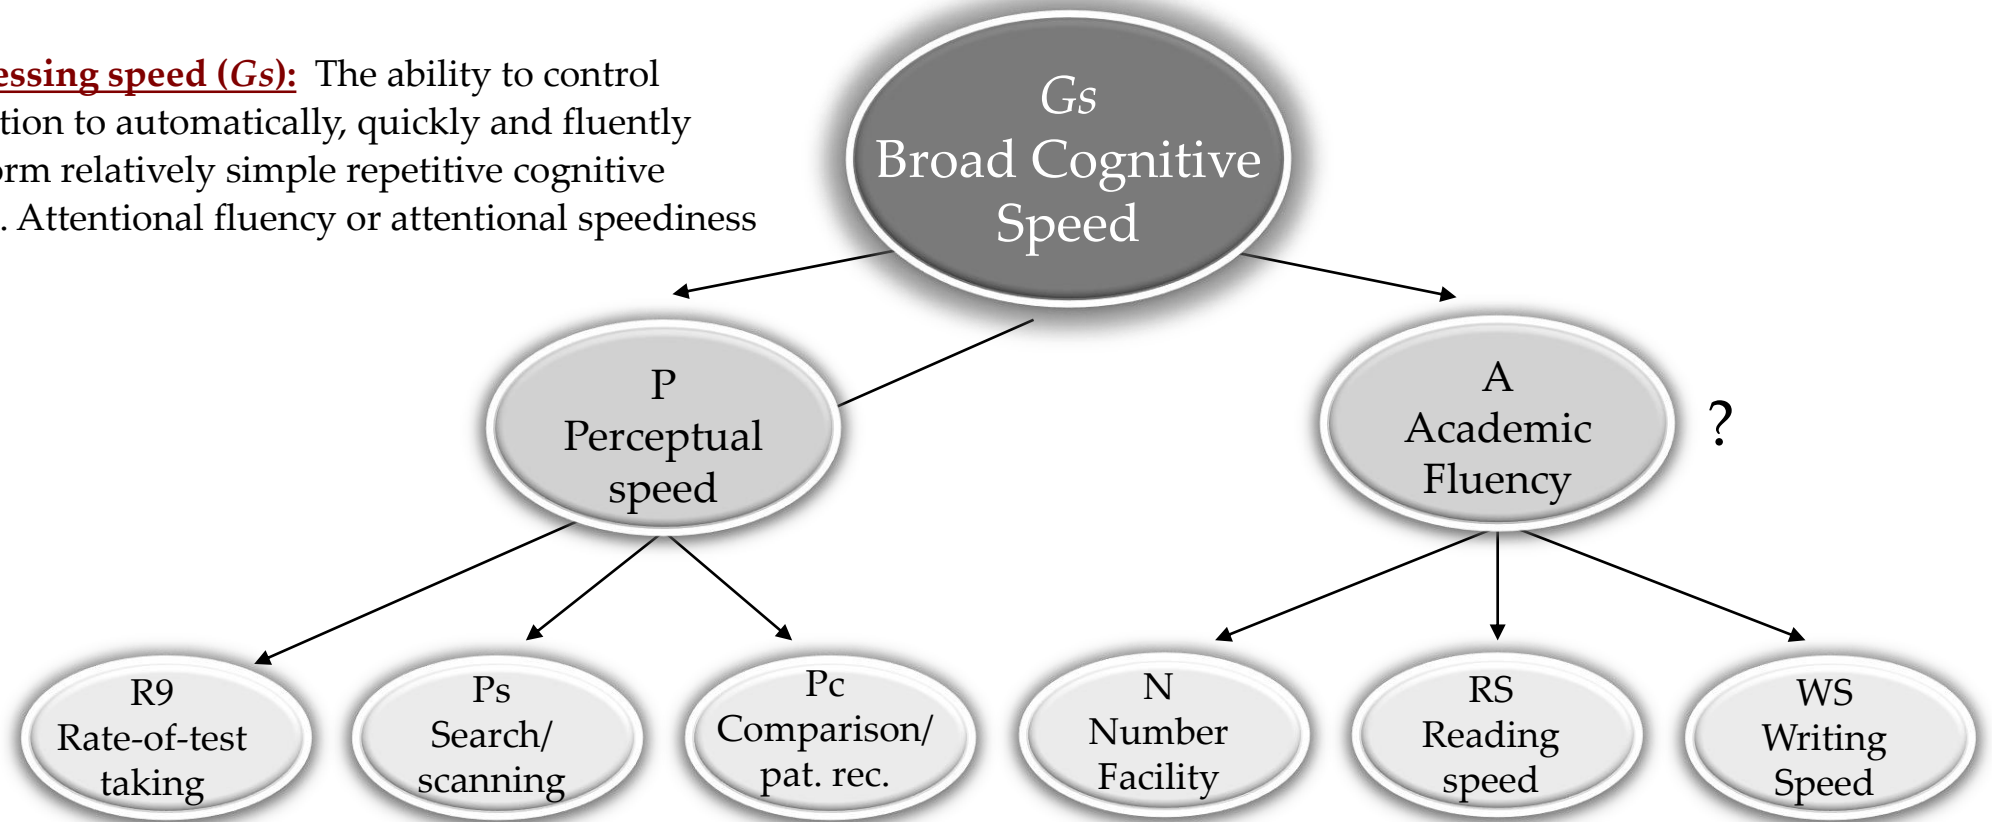 essing speed (Gs): The ability to control
tion to automatically, quickly and fluently
orm relatively simple repetitive cognitive
. Attentional fluency or attentional speediness
Gs
Broad Cognitive
Speed
P
Perceptual
speed
A
Academic
Fluency
?
R9
Rate-of-test
taking
Ps
Search/
scanning
Pc
Comparison/
pat. rec.
N
Number
Facility
RS
Reading
speed
WS
Writing
Speed